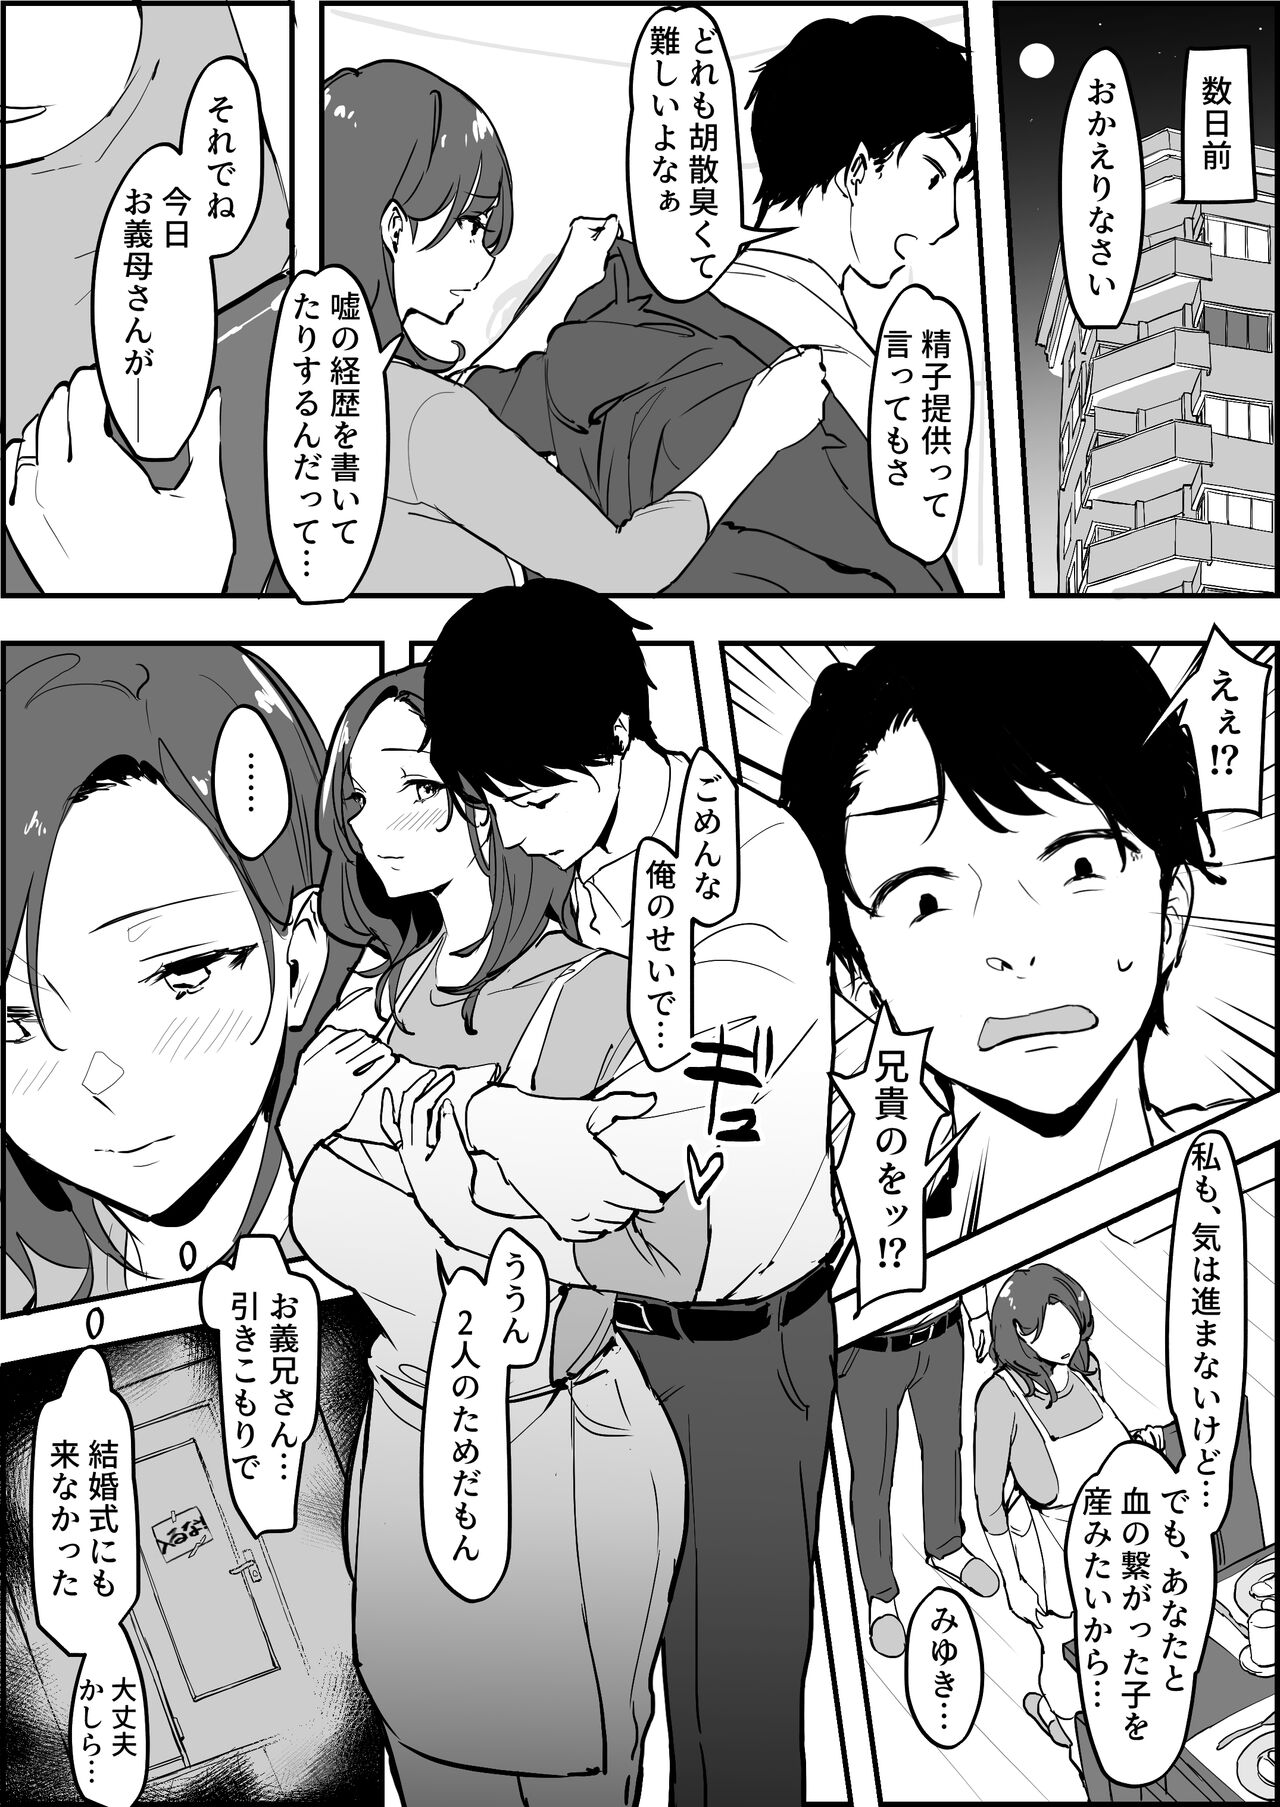 数日前
おかえりなさい
精子提供って
言ってもさ
どれも胡散臭くて
難しいよなぁ
嘘の経歴を書いて
たりするんだって…
それでね
今日
お義母さんが―
えぇ!?
兄貴のをッ!?
私も、気は進まないけど…
でも、あなたと
血の繋がった子を
産みたいから…
みゆき…
ごめんな
俺のせいで…
ギュ
ううん
2人のためだもん
……
お義兄さん…
引きこもりで
結婚式にも
来なかった
大丈夫
かしら…
入るな!